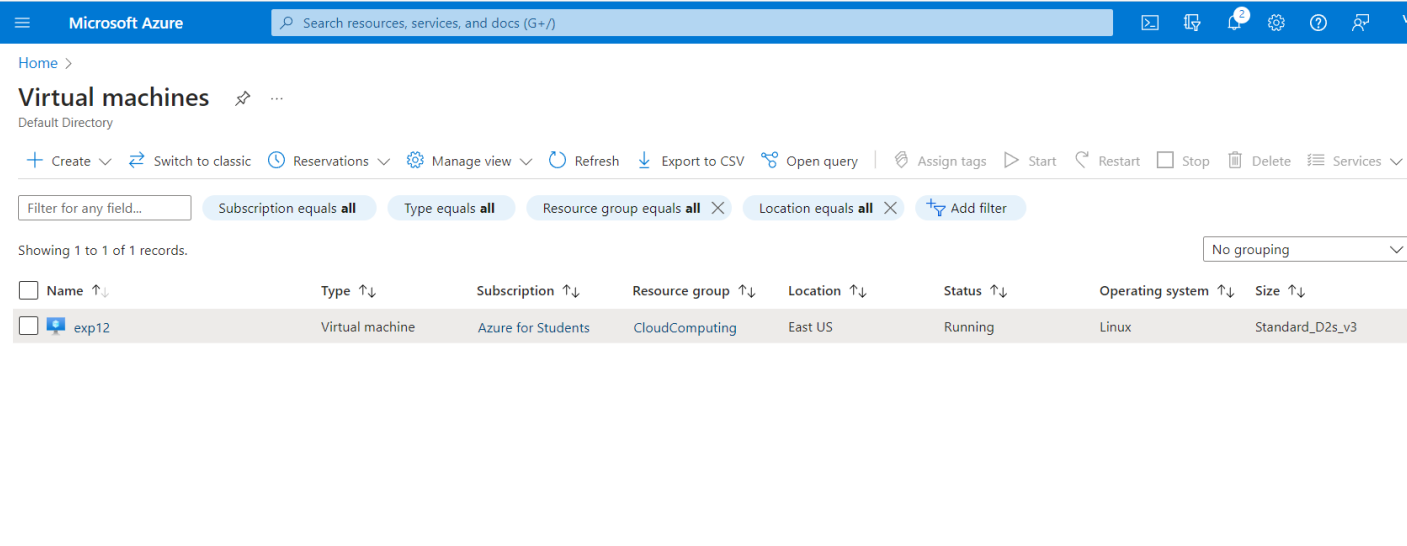 Microsoft Azure Search resources, services, and docs (G+/) 2
Home >
Virtual machines ...
Default Directory
Create Switch to classic Reservations Manage view Refresh Export to CSV Open query Assign tags Start Restart Stop Delete Services
Filter for any field... Subscription equals all Type equals all Resource group equals all Location equals all Add filter
Showing 1 to 1 of 1 records. No grouping
Name Type Subscription Resource group Location Status Operating system Size
exp12 Virtual machine Azure for Students CloudComputing East US Running Linux Standard_D2s_v3